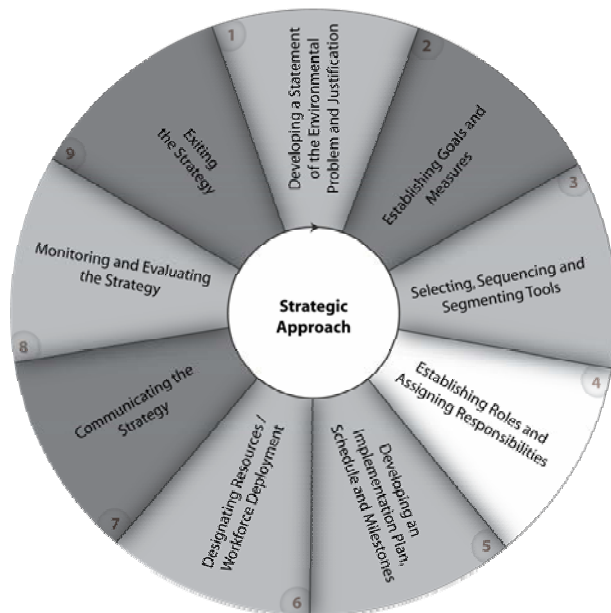 Strategic
Approach
1
Developing a Statement
of the Environmental
Problem and Justification
2
Establishing Goals and
Measures
3
Selecting, Sequencing and
Segmenting Tools
4
Establishing Roles and
Assigning Responsibilities
5
Developing an
Implementation Plan,
Schedule and Milestones
6
Designating Resources /
Workforce Deployment
7
Communicating the
Strategy
8
Monitoring and Evaluating
the Strategy
9
Exiting
the Strategy